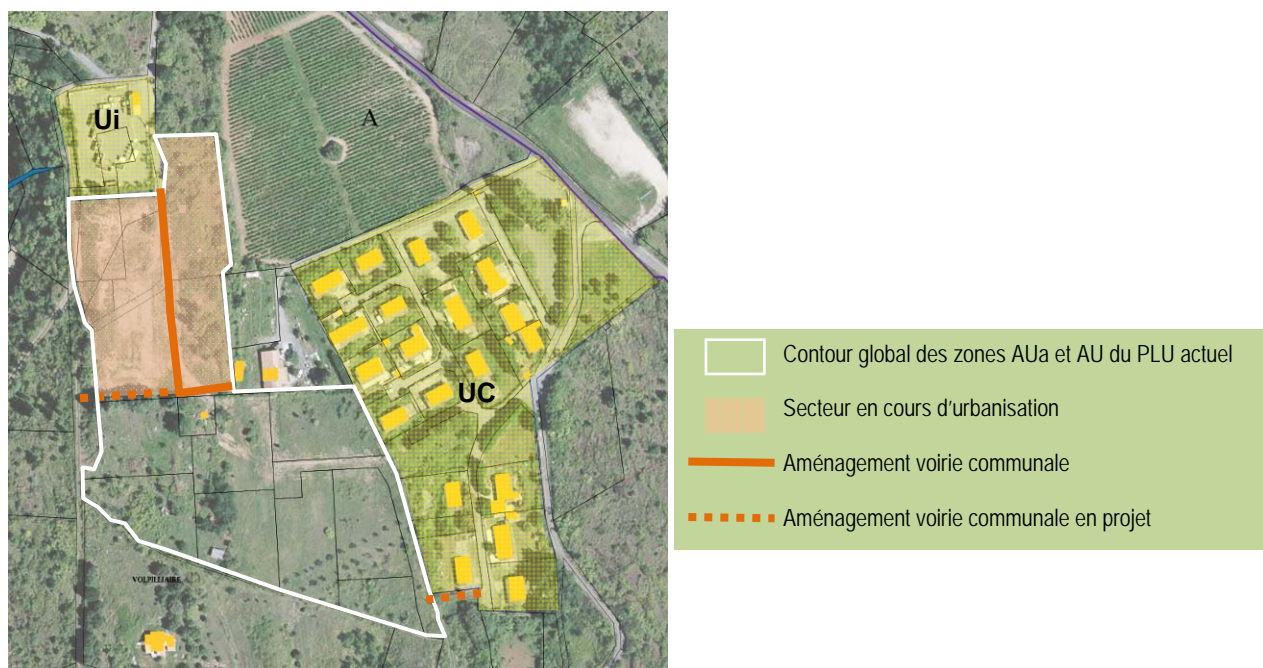 Ui
A
UC
VOLPILLIAIRE
Contour global des zones AUa et AU du PLU actuel
Secteur en cours d'urbanisation
Aménagement voirie communale
Aménagement voirie communale en projet